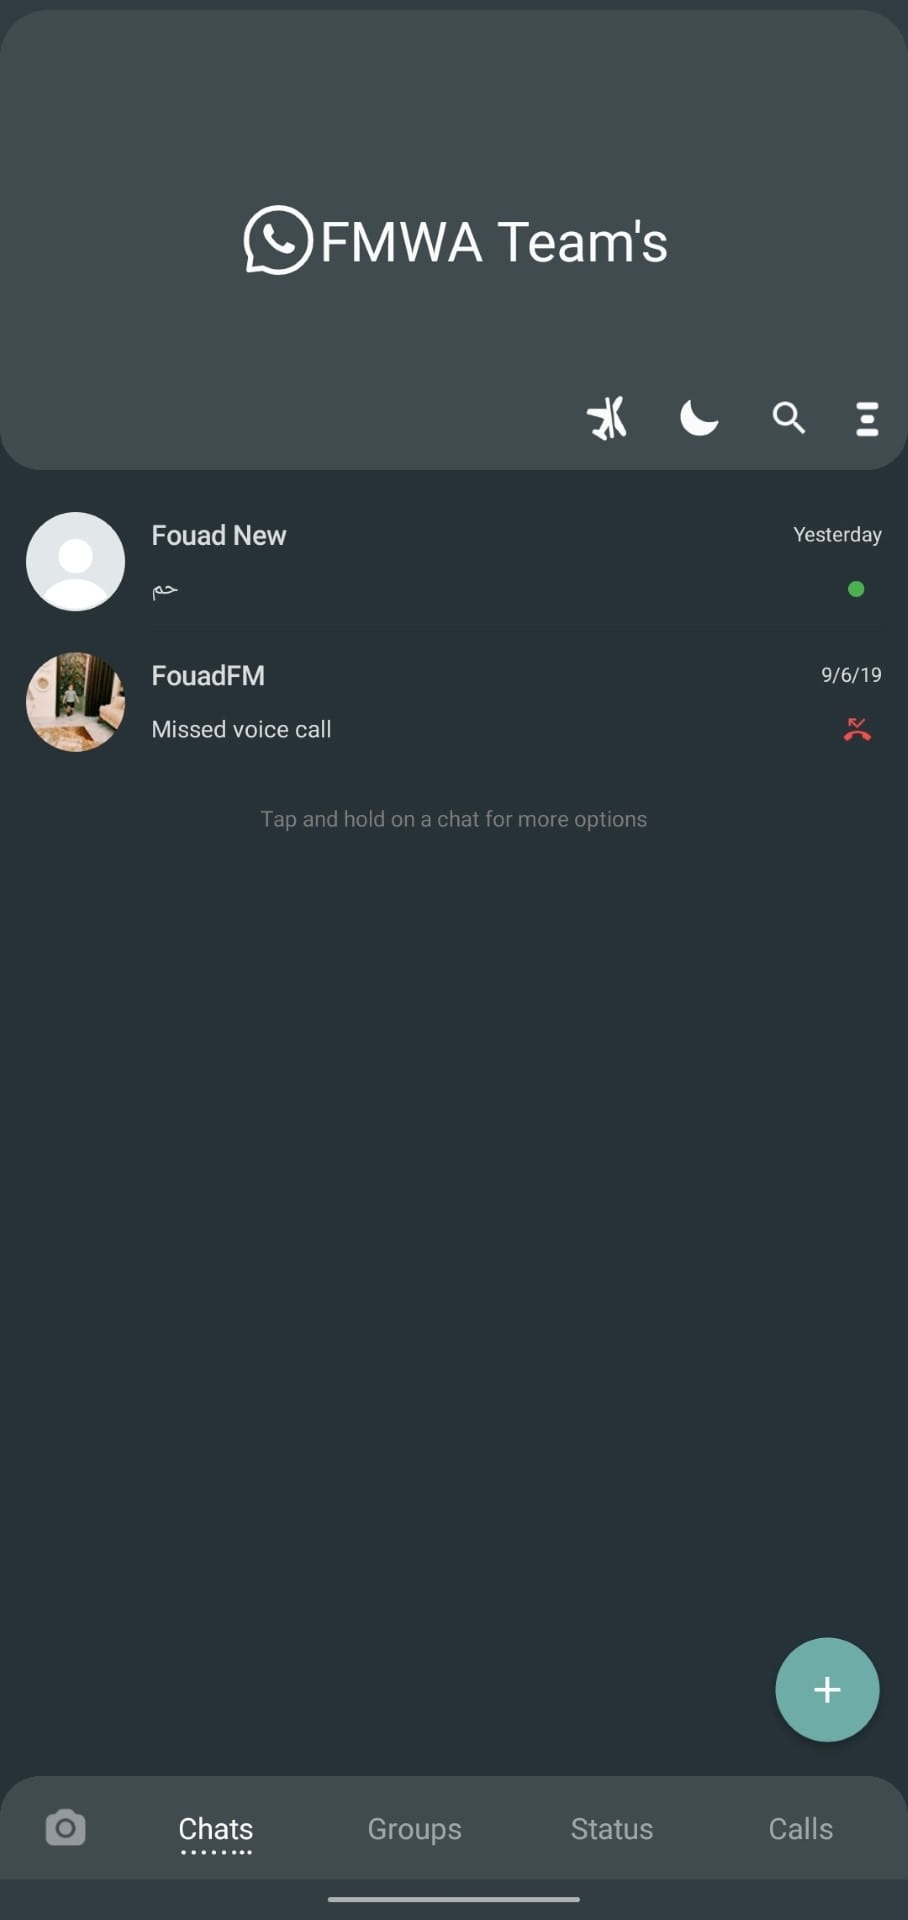 FMWA Team's
Fouad New
Yesterday
حم
FouadFM
9/6/19
Missed voice call
Tap and hold on a chat for more options
Chats
Groups
Status
Calls